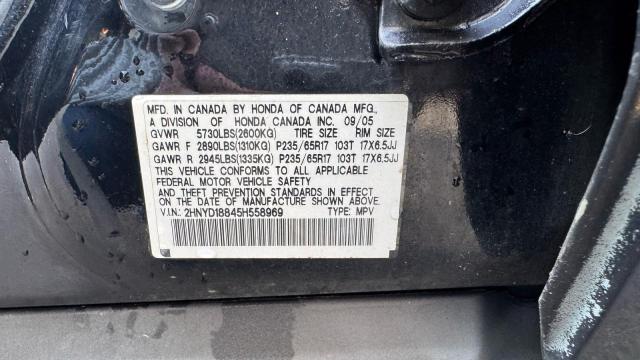 MFD. IN CANADA BY HONDA OF CANADA MFG.,
A DIVISION OF HONDA CANADA INC. 09/05
GVWR 5730LBS(2600KG) TIRE SIZE RIM SIZE
GAWR F 2890LBS(1310KG) P235/65R17 103T 17X6.5JJ
GAWR R 2945LBS(1335KG) P235/65R17 103T 17X6.5JJ
THIS VEHICLE CONFORMS TO ALL APPLICABLE
FEDERAL MOTOR VEHICLE SAFETY
AND THEFT PREVENTION STANDARDS IN EFFECT
ON THE DATE OF MANUFACTURE SHOWN ABOVE.
V.I.N.: 2HNYD18845H558969 TYPE: MPV